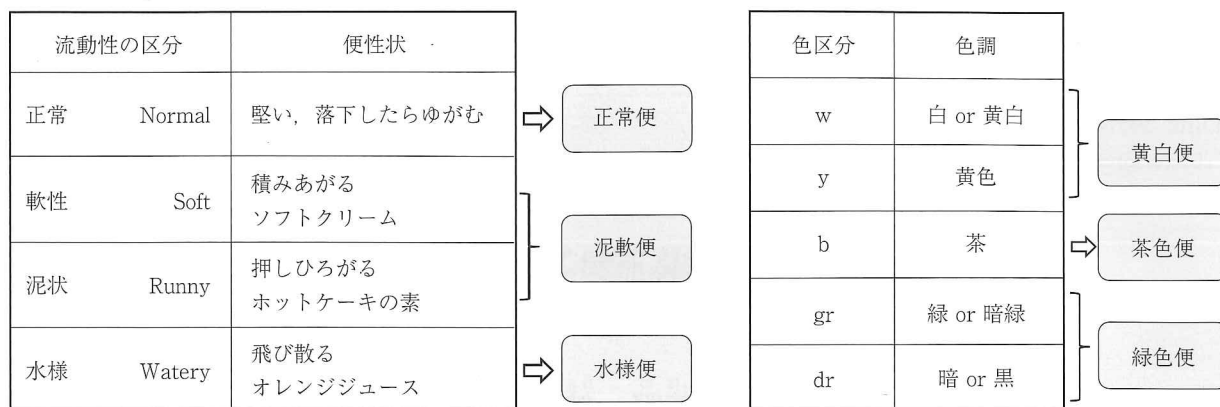 流動性の区分 便性状
正常 Normal 堅い，落下したらゆがむ
正常便
軟性 Soft 積みあがる
ソフトクリーム
泥軟便
泥状 Runny 押しひろがる
ホットケーキの素
水様 Watery 飛び散る
オレンジジュース
水様便
色区分 色調
w 白 or 黄白
y 黄色
黄白便
b 茶
茶色便
gr 緑 or 暗緑
dr 暗 or 黒
緑色便